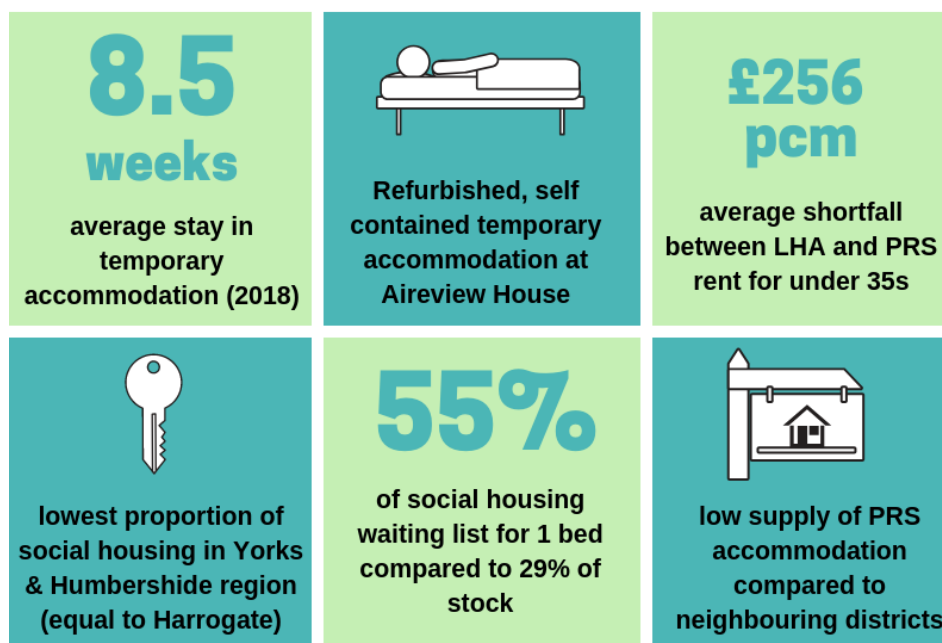 8.5
weeks
average stay in
temporary
accommodation (2018)
Refurbished, self
contained temporary
accommodation at
Aireview House
£256
pcm
average shortfall
between LHA and PRS
rent for under 35s
lowest proportion of
social housing in Yorks
& Humbershide region
(equal to Harrogate)
55%
of social housing
waiting list for 1 bed
compared to 29% of
stock
low supply of PRS
accommodation
compared to
neighbouring districts